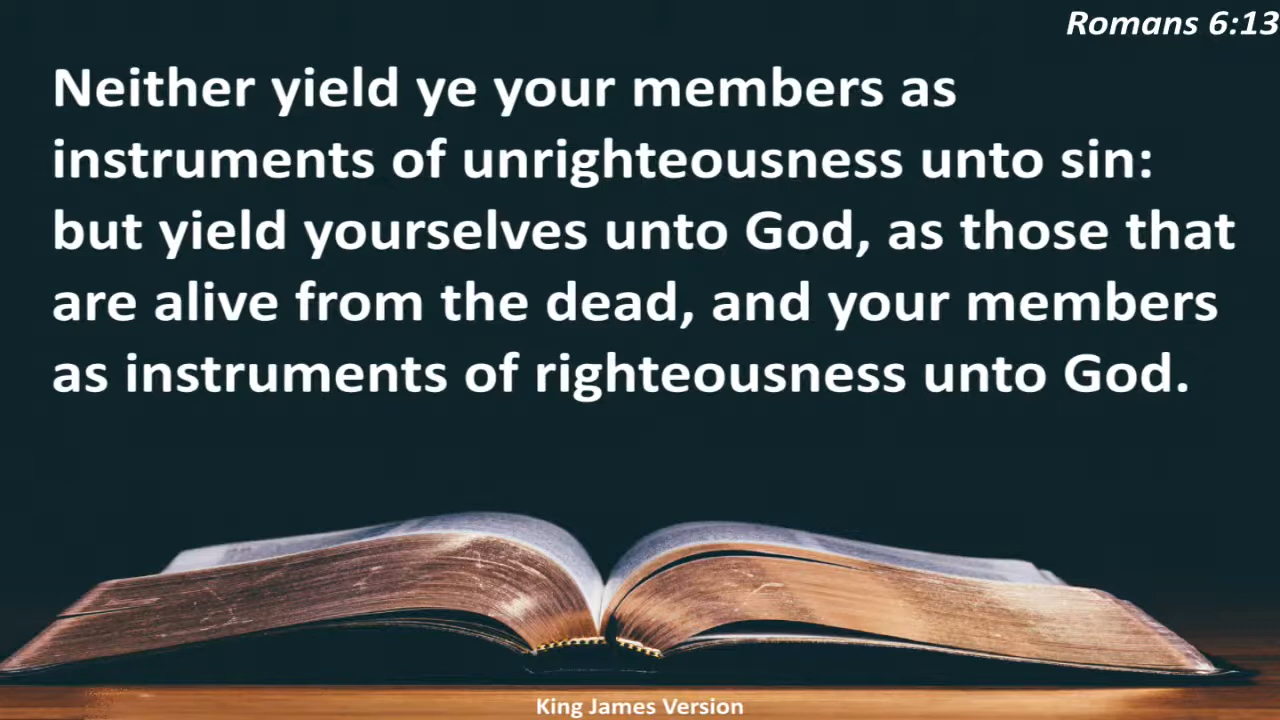 Romans 6:13
Neither yield ye your members as
instruments of unrighteousness unto sin:
but yield yourselves unto God, as those that
are alive from the dead, and your members
as instruments of righteousness unto God.
King James Version